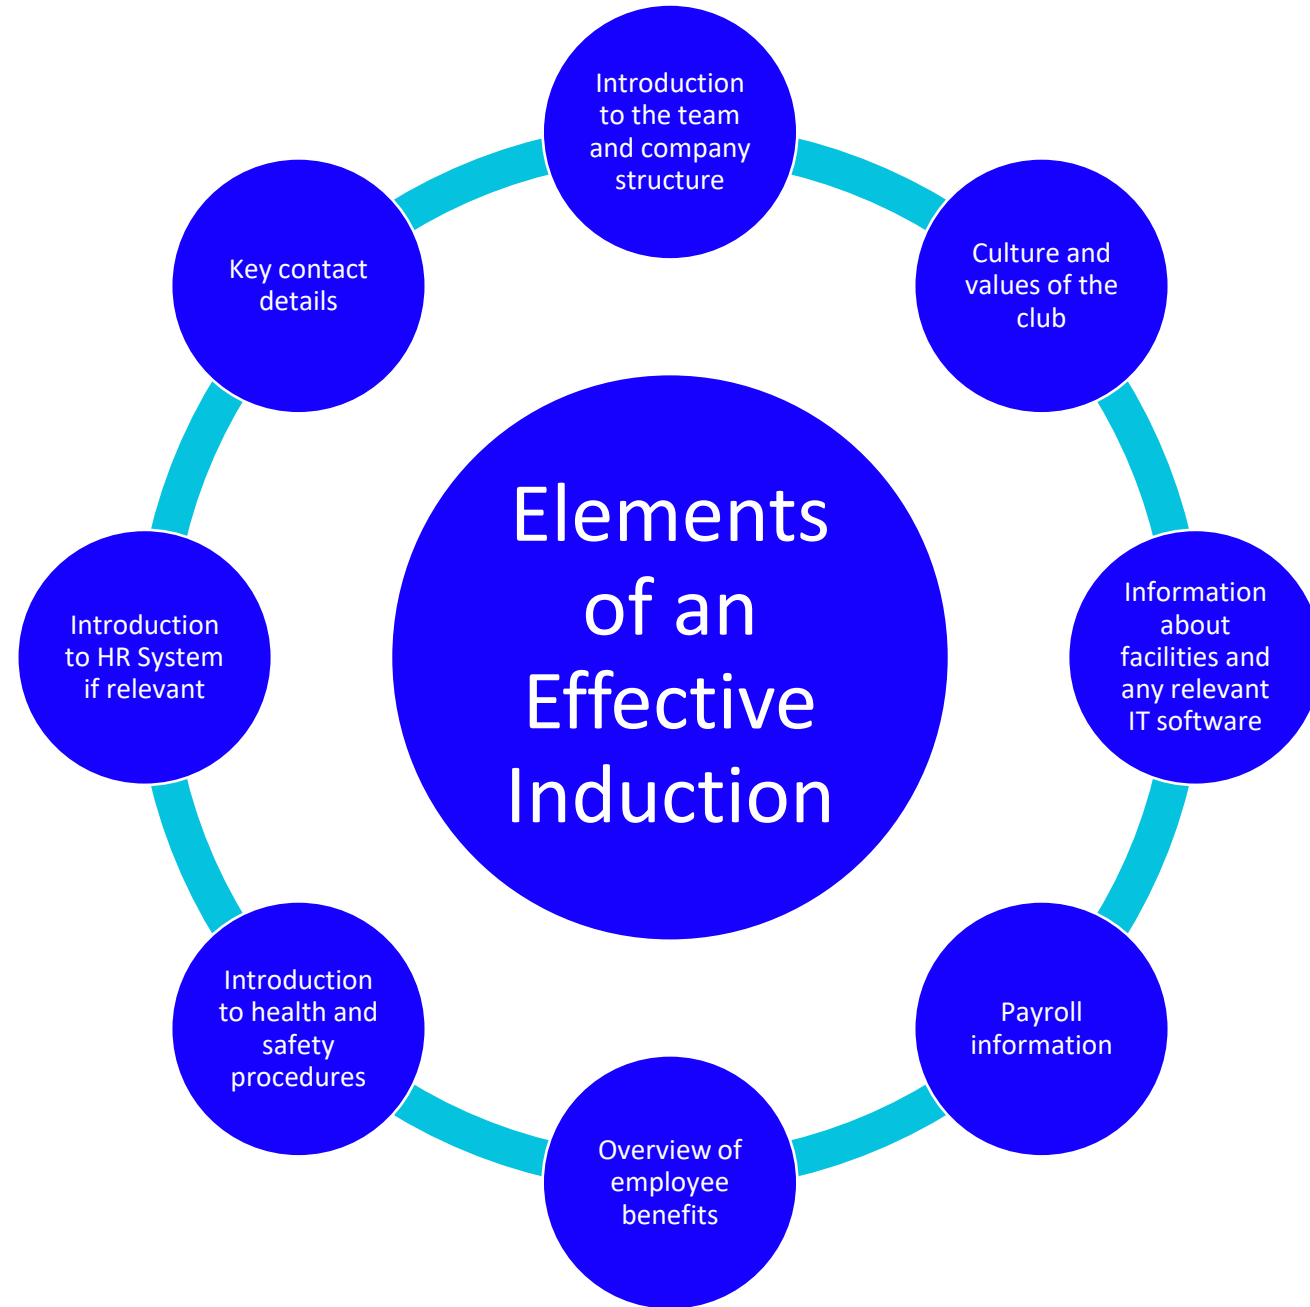 Introduction
to the team
and company
structure
Culture and
values of the
club
Information
about
facilities and
any relevant
IT software
Payroll
information
Overview of
employee
benefits
Introduction
to health and
safety
procedures
Introduction
to HR System
if relevant
Key contact
details
Elements
of an
Effective
Induction